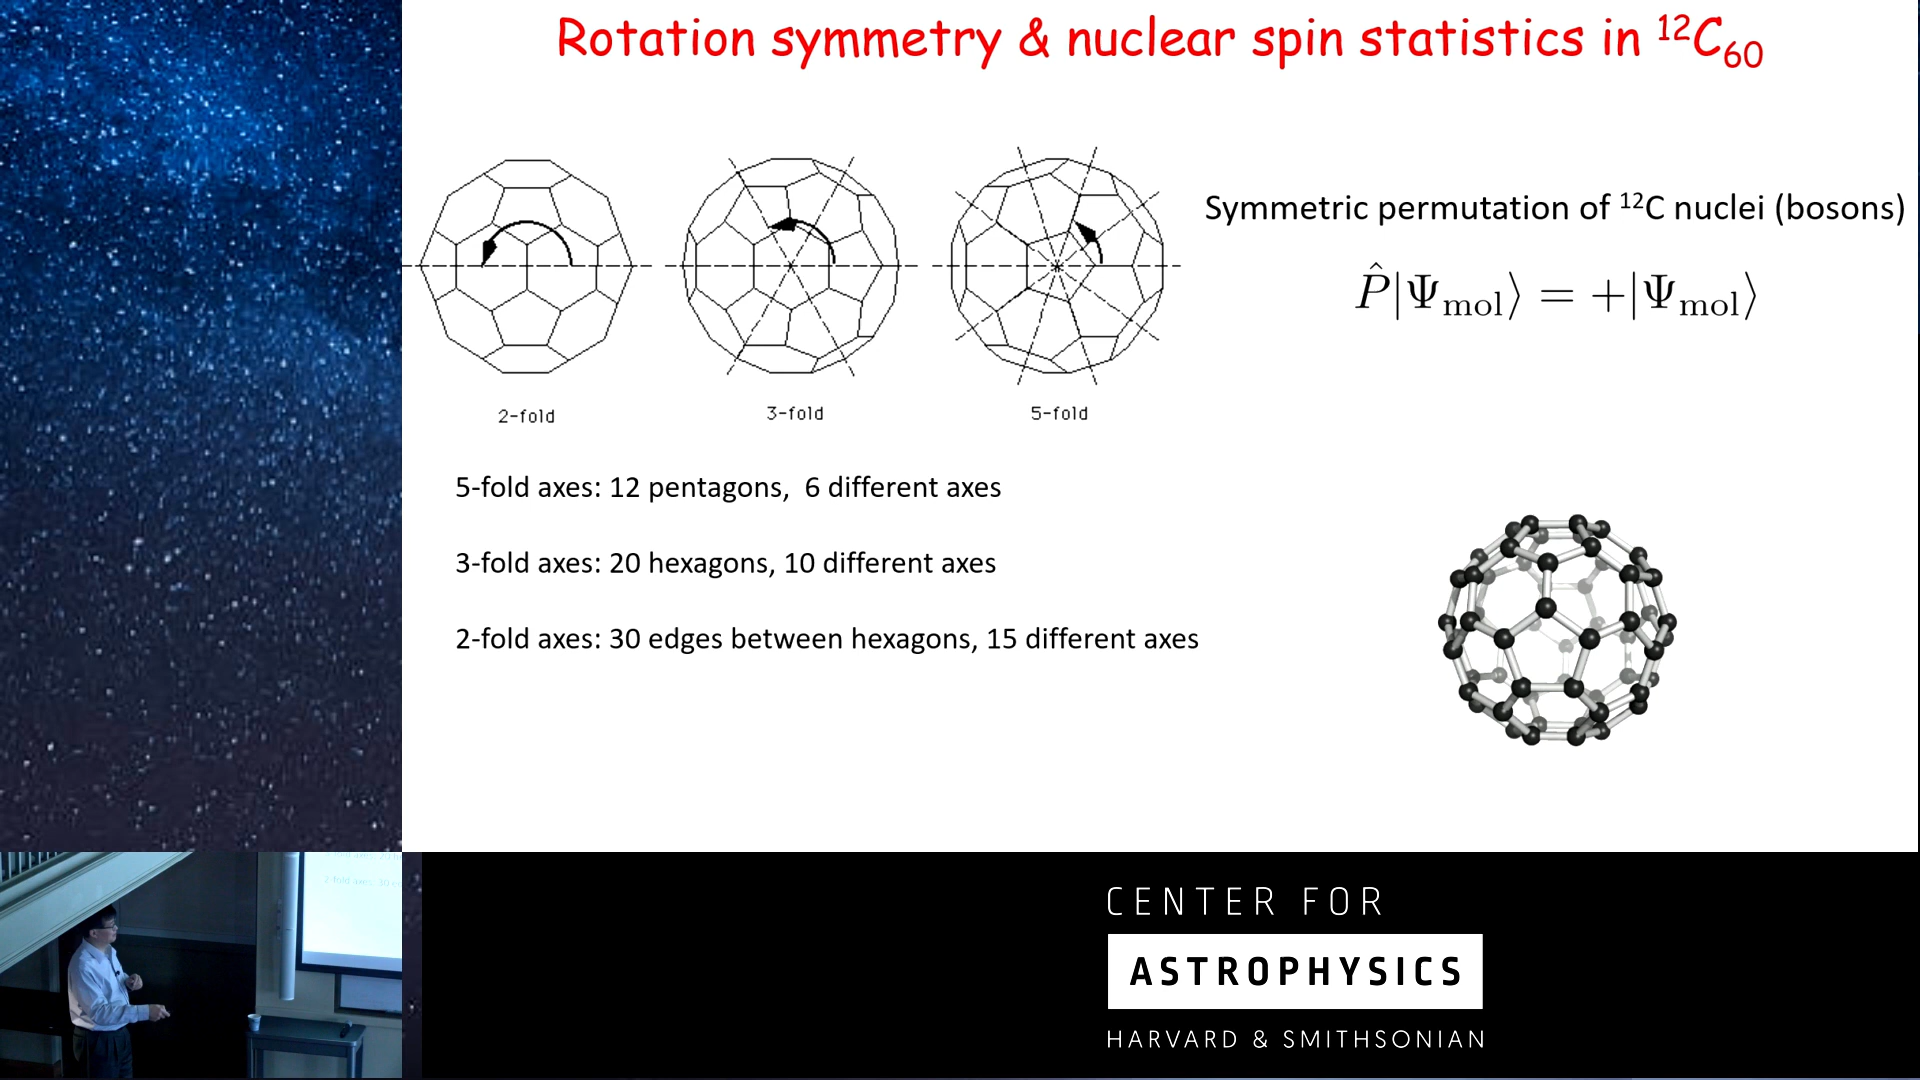 Rotation symmetry & nuclear spin statistics in ¹²C₆₀
Symmetric permutation of ¹²C nuclei (bosons)
P̂|Ψmol⟩ = +|Ψmol⟩
2-fold
3-fold
5-fold
5-fold axes: 12 pentagons, 6 different axes
3-fold axes: 20 hexagons, 10 different axes
2-fold axes: 30 edges between hexagons, 15 different axes
CENTER FOR
ASTROPHYSICS
HARVARD & SMITHSONIAN